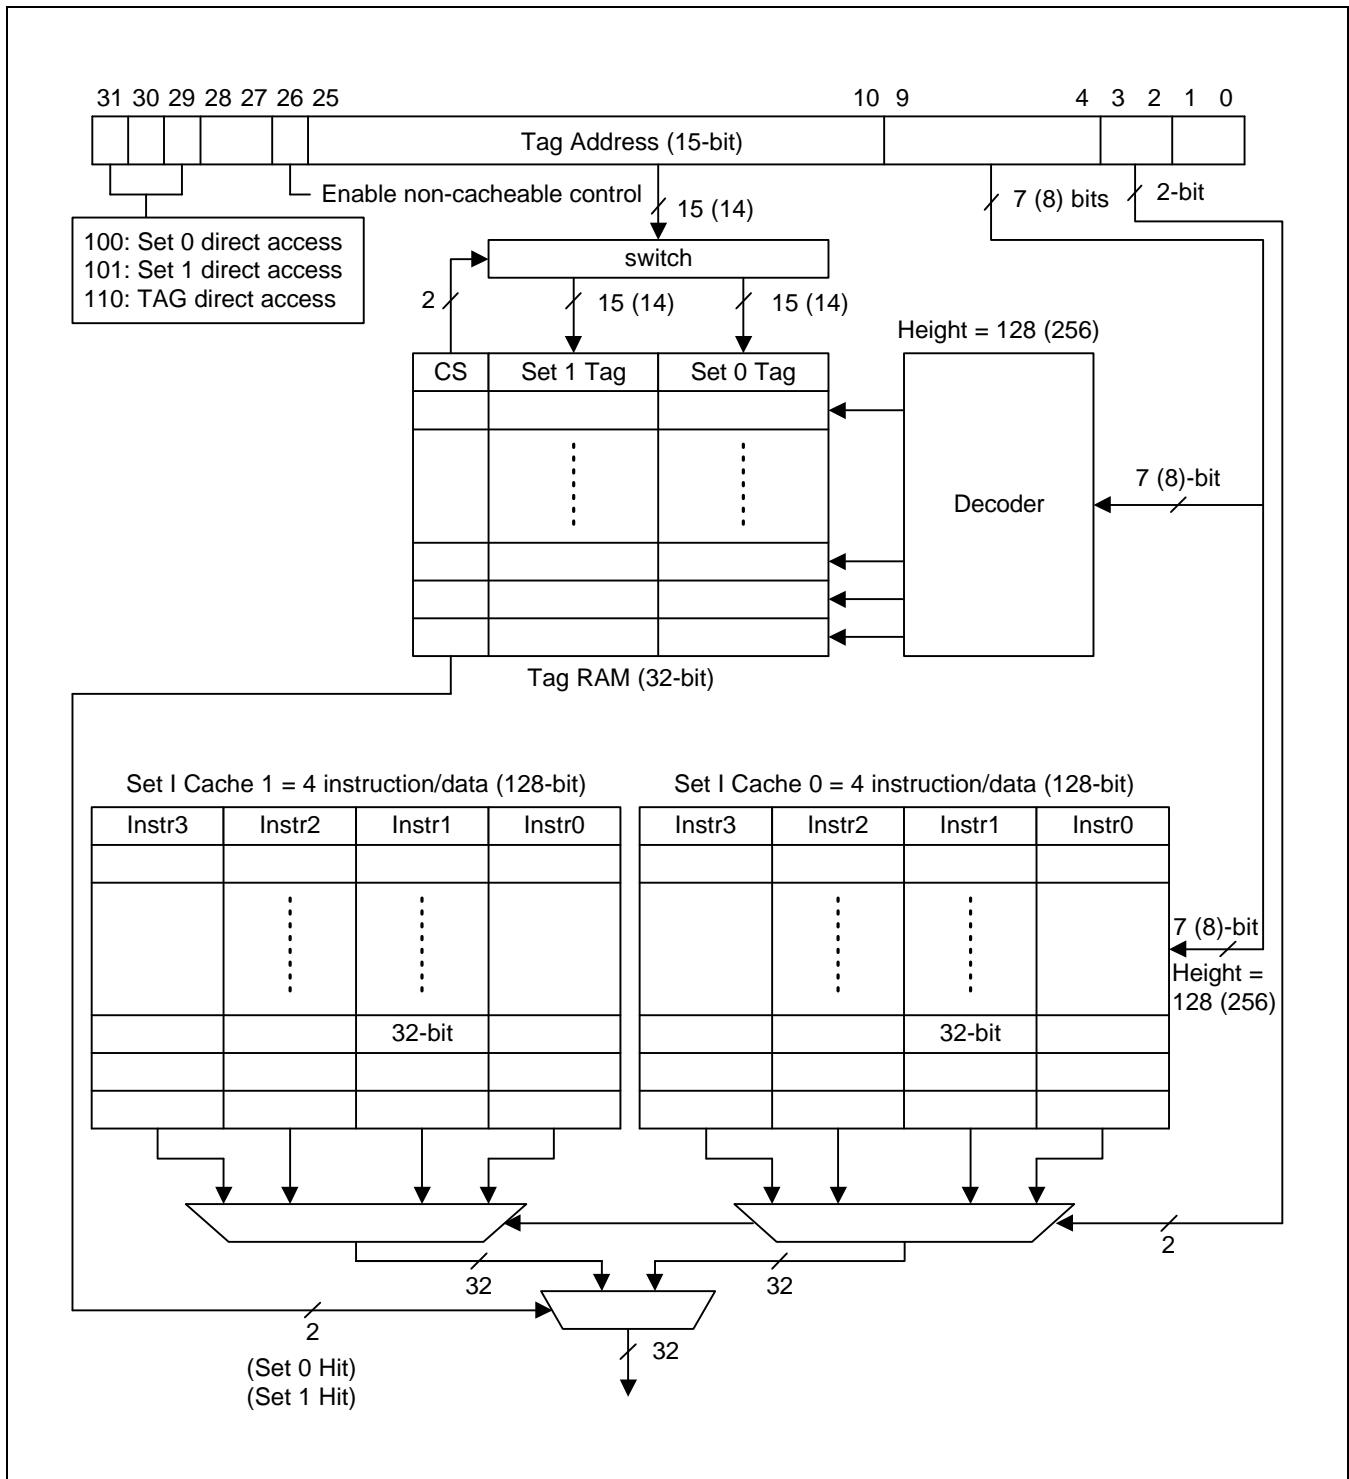 31 30 29 28 27 26 25 10 9 4 3 2 1 0
Tag Address (15-bit)
Enable non-cacheable control
15 (14)
7 (8) bits
2-bit
100: Set 0 direct access
101: Set 1 direct access
110: TAG direct access
switch
2
15 (14)
15 (14)
Height = 128 (256)
CS
Set 1 Tag
Set 0 Tag
Decoder
7 (8)-bit
Tag RAM (32-bit)
Set I Cache 1 = 4 instruction/data (128-bit)
Set I Cache 0 = 4 instruction/data (128-bit)
Instr3
Instr2
Instr1
Instr0
Instr3
Instr2
Instr1
Instr0
7 (8)-bit
Height =
128 (256)
32-bit
32-bit
2
32
32
2
(Set 0 Hit)
(Set 1 Hit)
32